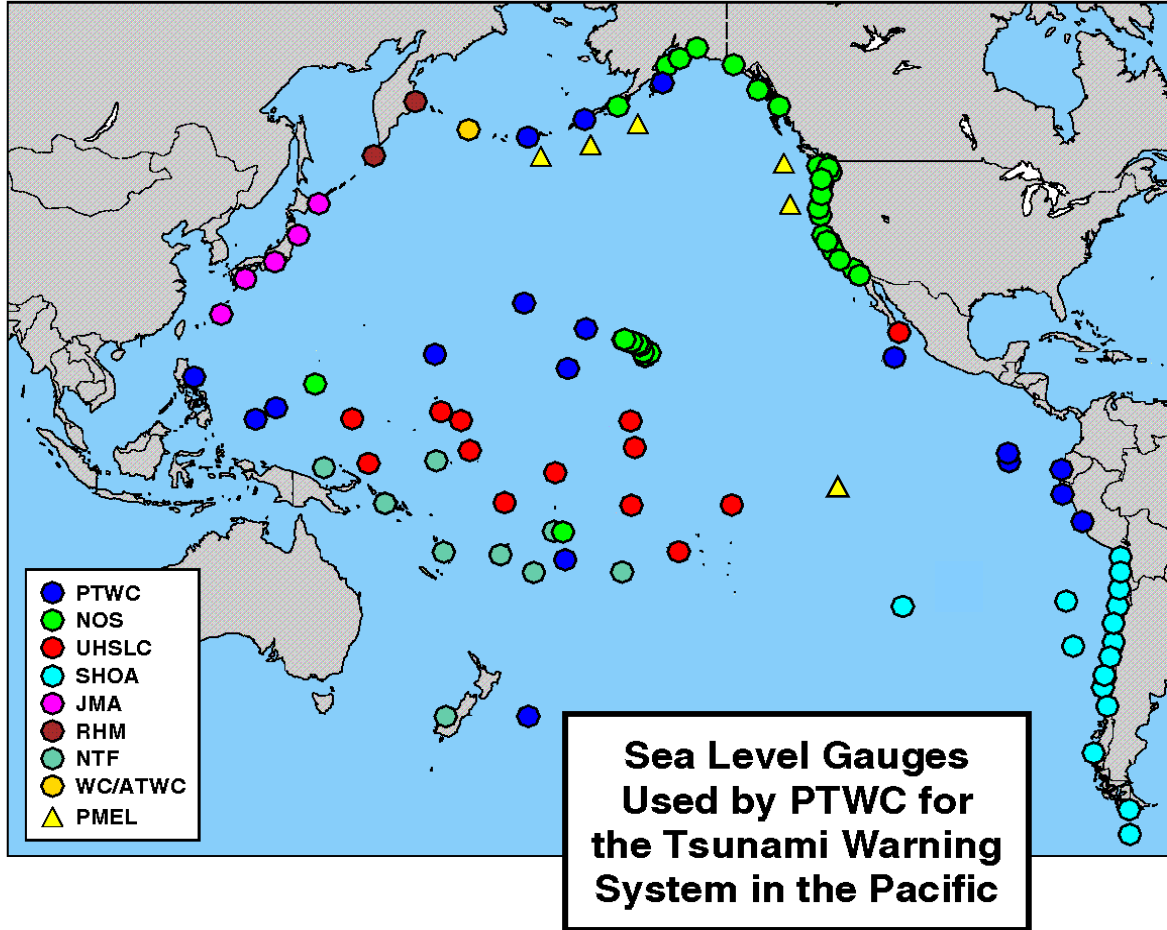 PTWC
NOS
UHSLC
SHOA
JMA
RHM
NTF
WC/ATWC
PMEL
Sea Level Gauges
Used by PTWC for
the Tsunami Warning
System in the Pacific